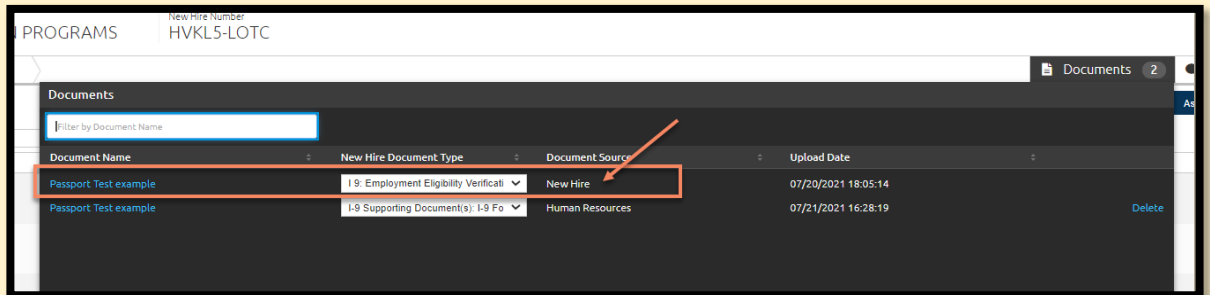 New Hire Number
PROGRAMS HVKL5-LOTC
Documents 2
As
Documents
Filter by Document Name
Document Name New Hire Document Type Document Source Upload Date
Passport Test example I 9: Employment Eligibility Verificati New Hire 07/20/2021 18:05:14
Passport Test example I-9 Supporting Document(s): I-9 Fo Human Resources 07/21/2021 16:28:19 Delete